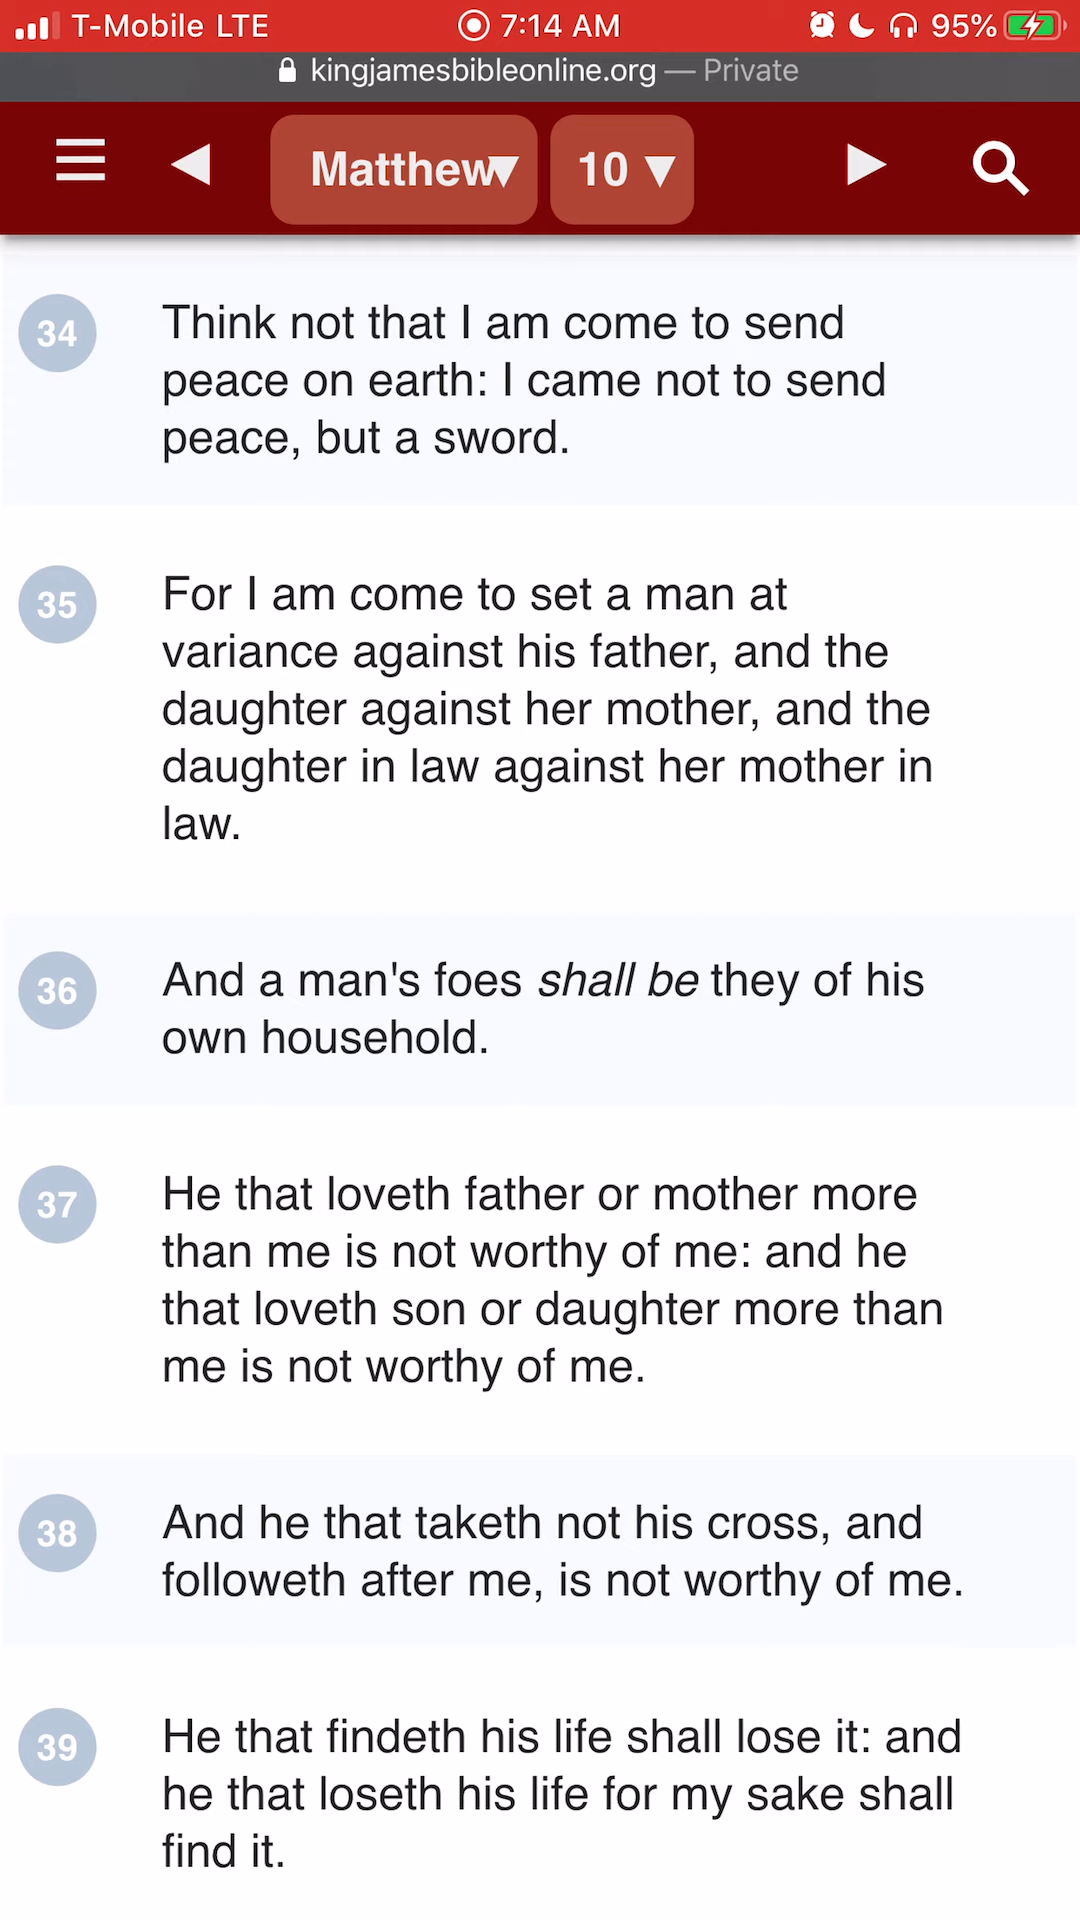 T-Mobile LTE 7:14 AM 95%
kingjamesbibleonline.org — Private
Matthew 10
34 Think not that I am come to send
peace on earth: I came not to send
peace, but a sword.
35 For I am come to set a man at
variance against his father, and the
daughter against her mother, and the
daughter in law against her mother in
law.
36 And a man's foes shall be they of his
own household.
37 He that loveth father or mother more
than me is not worthy of me: and he
that loveth son or daughter more than
me is not worthy of me.
38 And he that taketh not his cross, and
followeth after me, is not worthy of me.
39 He that findeth his life shall lose it: and
he that loseth his life for my sake shall
find it.